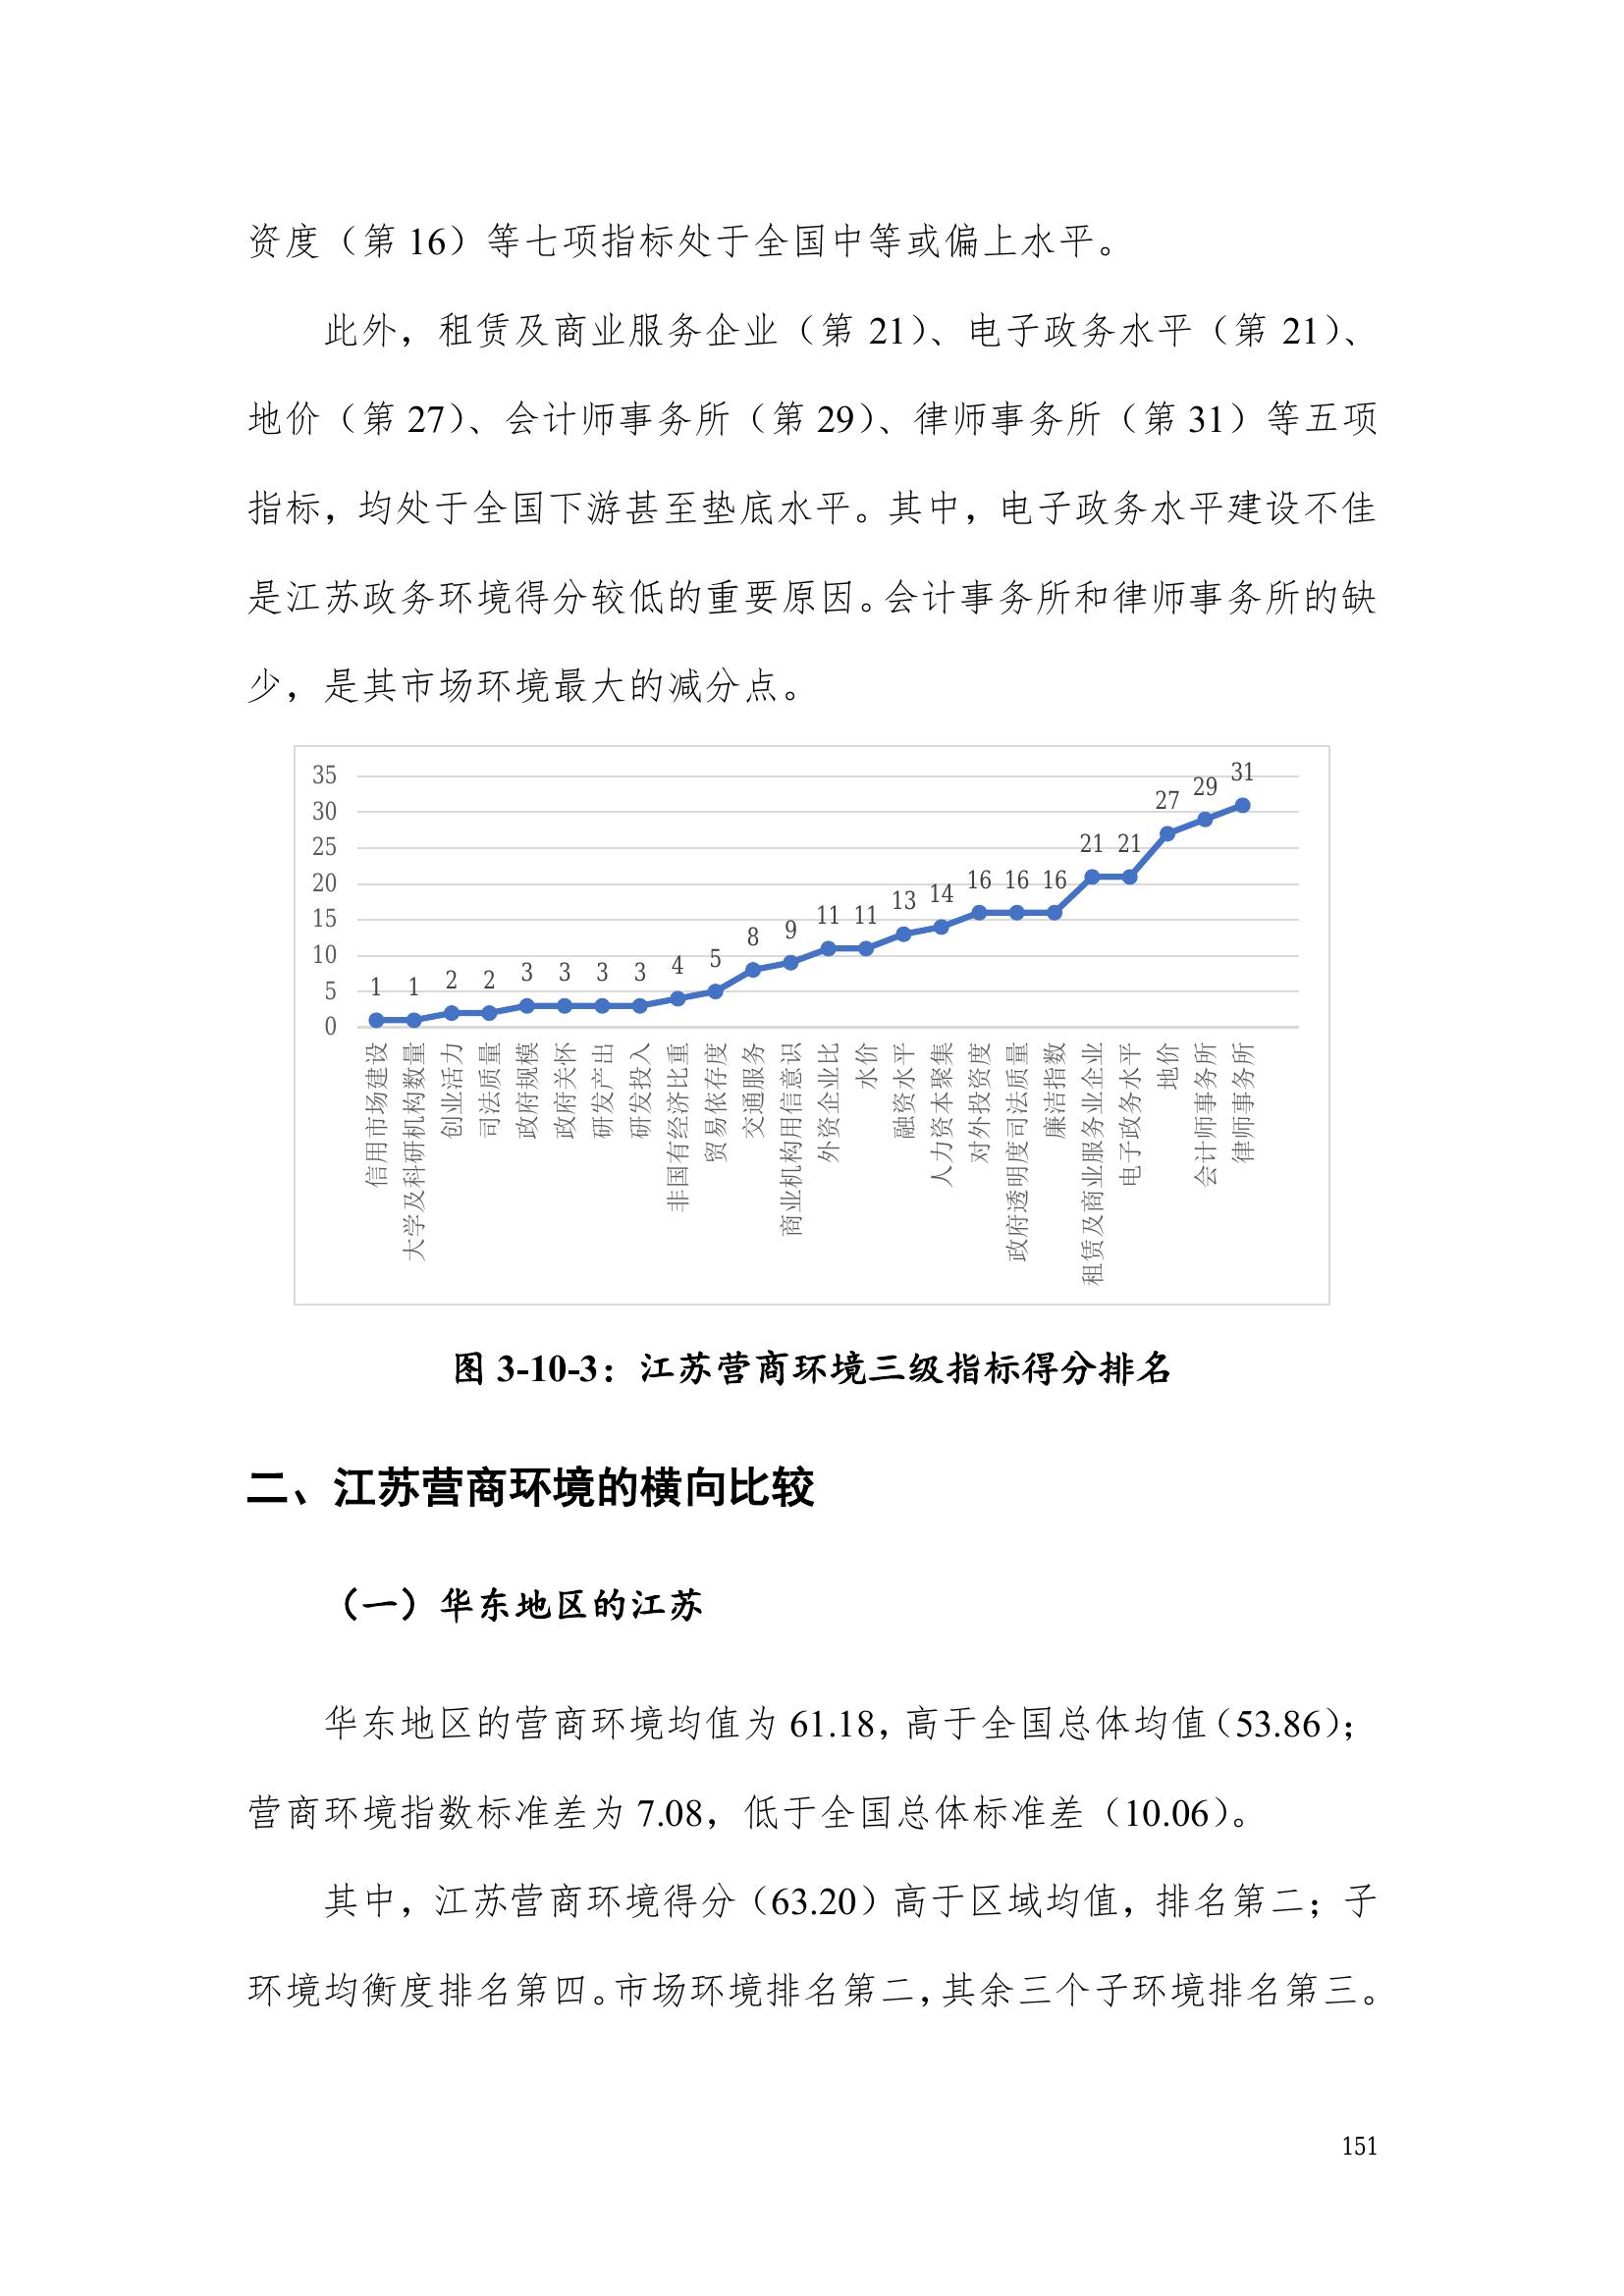 资度（第 16）等七项指标处于全国中等或偏上水平。
此外，租赁及商业服务企业（第 21）、电子政务水平（第 21）、
地价（第 27）、会计师事务所（第 29）、律师事务所（第 31）等五项
指标，均处于全国下游甚至垫底水平。其中，电子政务水平建设不佳
是江苏政务环境得分较低的重要原因。会计事务所和律师事务所的缺
少，是其市场环境最大的减分点。
35
30
25
20
15
10
5
0
1 1 2 2 3 3 3 3 4 5 8 9 11 11 13 14 16 16 16 21 21 27 29 31
信用市场建设
大学及科研机构数量
创业活力
司法质量
政府规模
政府关怀
研发产出
研发投入
非国有经济比重
贸易依存度
交通服务
商业机构用信意识
外资企业比
水价
融资水平
人力资本聚集
对外投资度
政府透明度司法质量
廉洁指数
租赁及商业服务业企业
电子政务水平
地价
会计师事务所
律师事务所
图 3-10-3：江苏营商环境三级指标得分排名
二、江苏营商环境的横向比较
（一）华东地区的江苏
华东地区的营商环境均值为 61.18，高于全国总体均值（53.86）；
营商环境指数标准差为 7.08，低于全国总体标准差（10.06）。
其中，江苏营商环境得分（63.20）高于区域均值，排名第二；子
环境均衡度排名第四。市场环境排名第二，其余三个子环境排名第三。
151